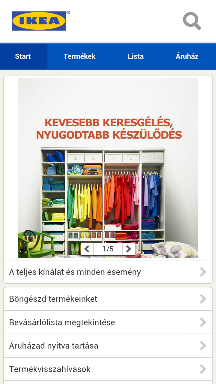 IKEA
Start Termékek Lista Áruház
KEVESEBB KERESGÉLÉS,
NYUGODTABB KÉSZÜLŐDÉS
1/5
A teljes kínálat és minden esemény
Böngészd termékeinket
Bevásárlólista megtekintése
Áruházad nyitva tartása
Termékvisszahívások